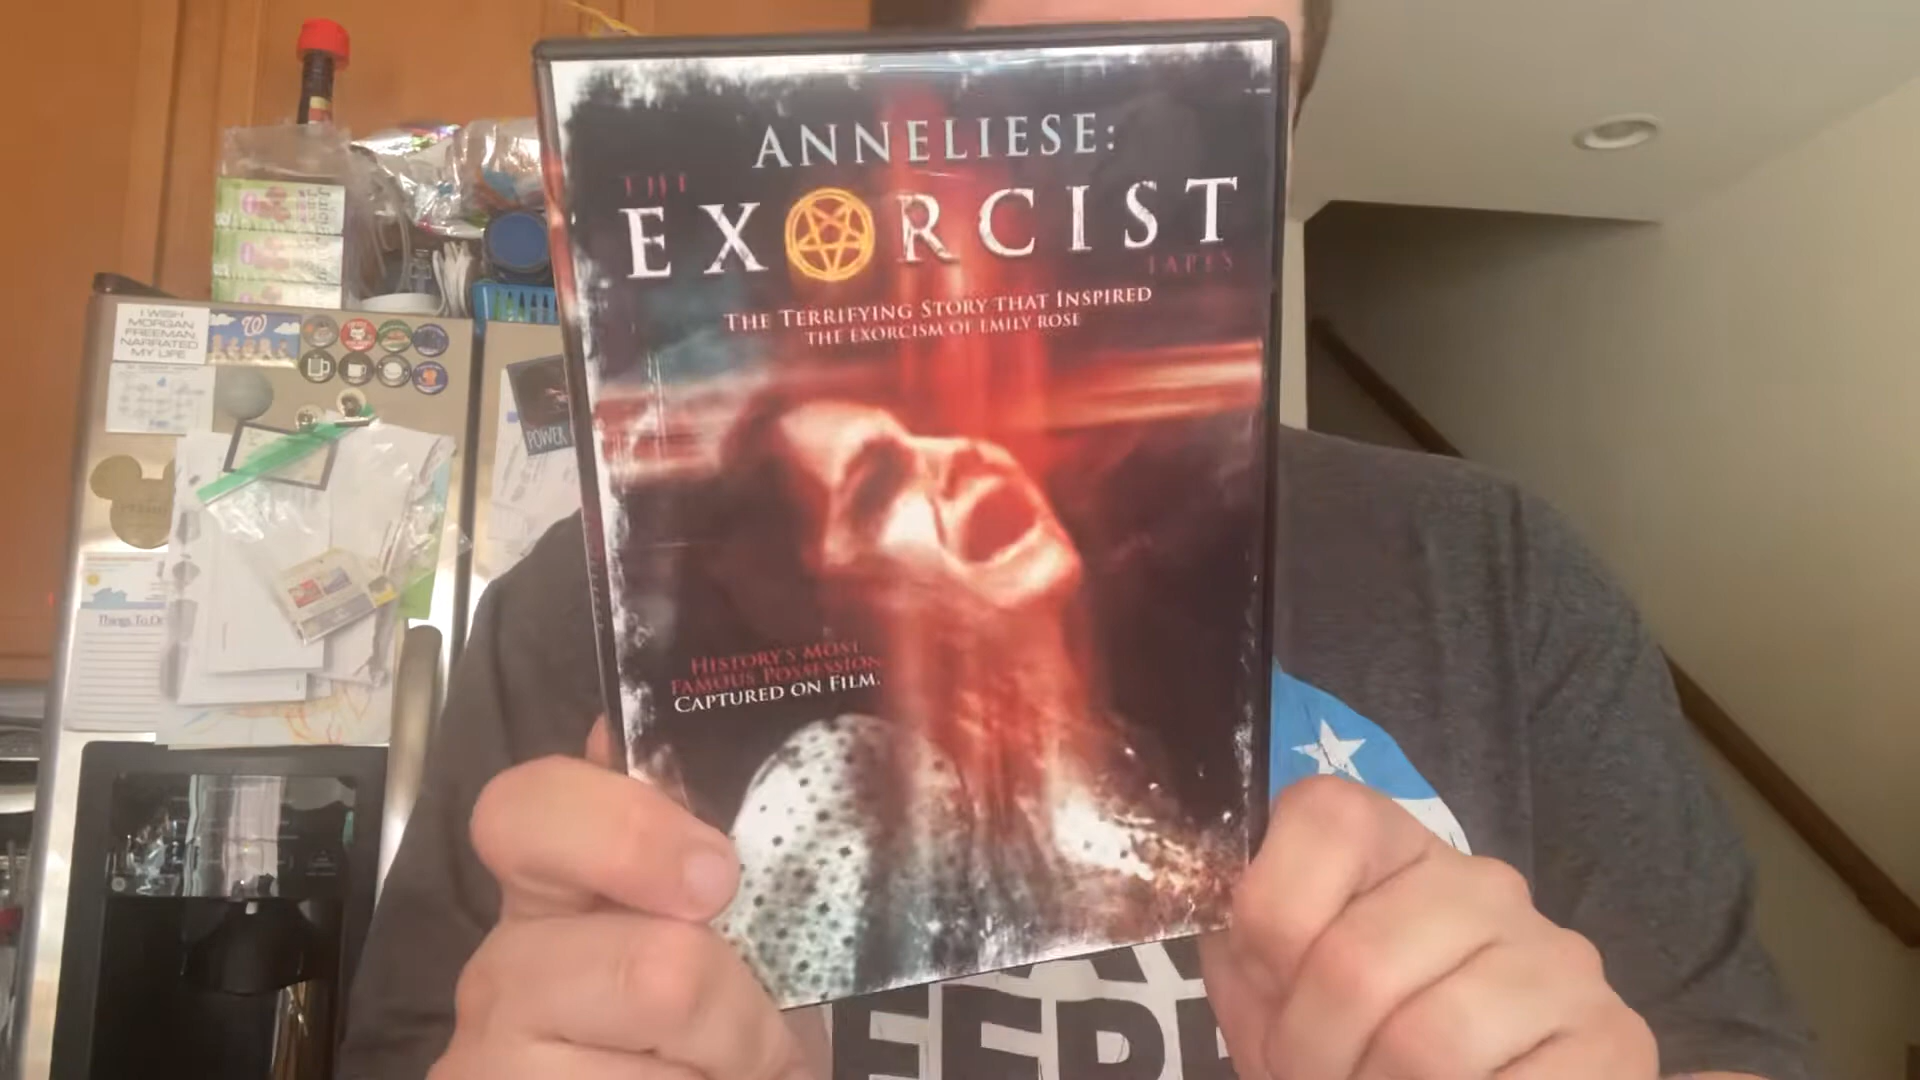 ANNELIESE:
THE
EXORCIST
TAPES
THE TERRIFYING STORY THAT INSPIRED
THE EXORCISM OF EMILY ROSE
HISTORY'S MOST
FAMOUS POSSESSION
CAPTURED ON FILM.
I WISH
MORGAN
FREEMAN
NARRATED
MY LIFE
W
POWER
Things To Do